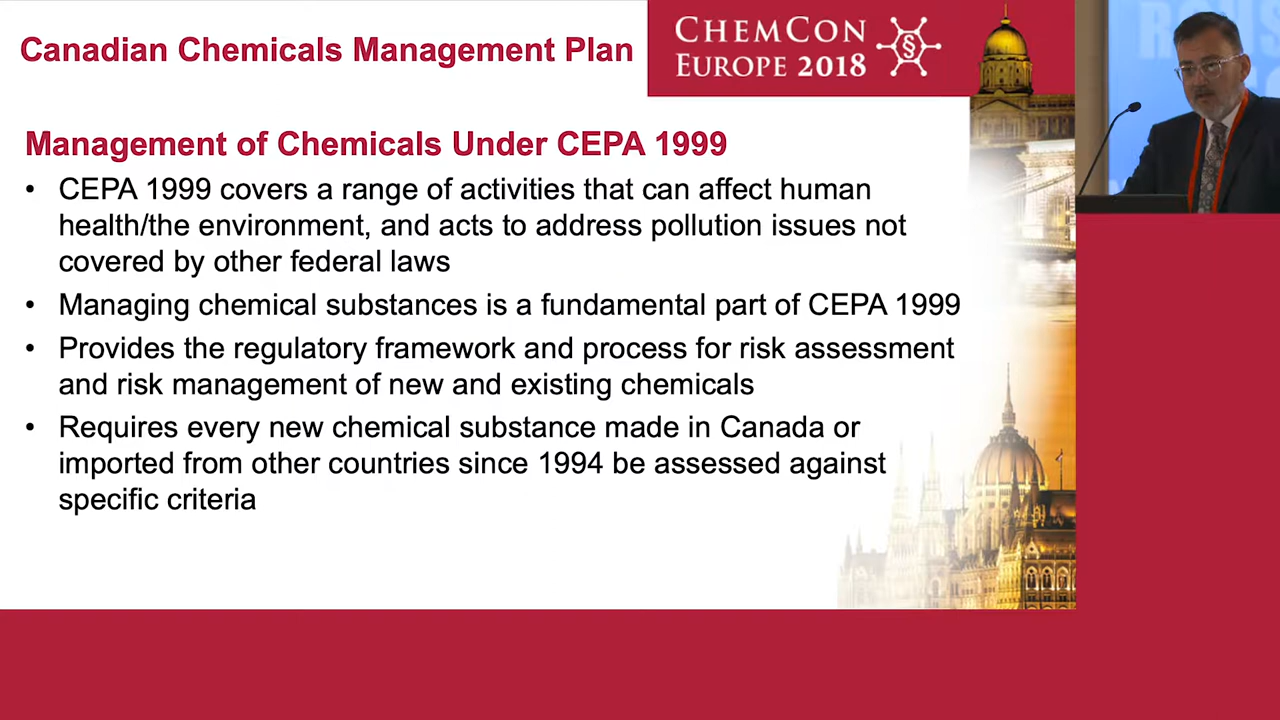 Canadian Chemicals Management Plan
CHEMCON
EUROPE 2018
§
Management of Chemicals Under CEPA 1999
• CEPA 1999 covers a range of activities that can affect human
health/the environment, and acts to address pollution issues not
covered by other federal laws
• Managing chemical substances is a fundamental part of CEPA 1999
• Provides the regulatory framework and process for risk assessment
and risk management of new and existing chemicals
• Requires every new chemical substance made in Canada or
imported from other countries since 1994 be assessed against
specific criteria